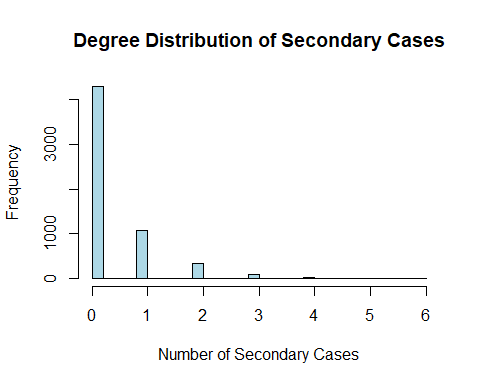 Degree Distribution of Secondary Cases
Frequency
3000
1000
0
0 1 2 3 4 5 6
Number of Secondary Cases